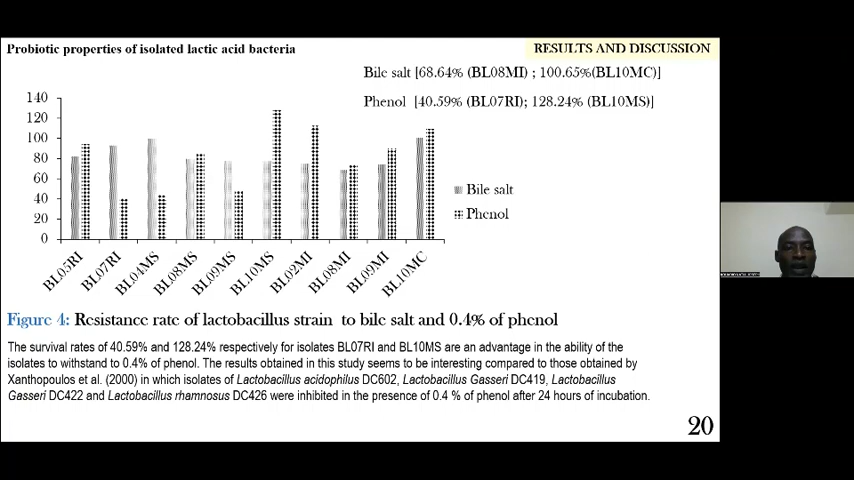 Probiotic properties of isolated lactic acid bacteria
RESULTS AND DISCUSSION
Bile salt [68.64% (BL08MI) ; 100.65%(BL10MC)]
Phenol [40.59% (BL07RI); 128.24% (BL10MS)]
140
120
100
80
60
40
20
0
BL05RI
BL07RI
BL04MS
BL08MS
BL09MS
BL10MS
BL02MI
BL08MI
BL09MI
BL10MC
Bile salt
Phenol
Figure 4: Resistance rate of lactobacillus strain to bile salt and 0.4% of phenol
The survival rates of 40.59% and 128.24% respectively for isolates BL07RI and BL10MS are an advantage in the ability of the
isolates to withstand to 0.4% of phenol. The results obtained in this study seems to be interesting compared to those obtained by
Xanthopoulos et al. (2000) in which isolates of Lactobacillus acidophilus DC602, Lactobacillus Gasseri DC419, Lactobacillus
Gasseri DC422 and Lactobacillus rhamnosus DC426 were inhibited in the presence of 0.4 % of phenol after 24 hours of incubation.
20